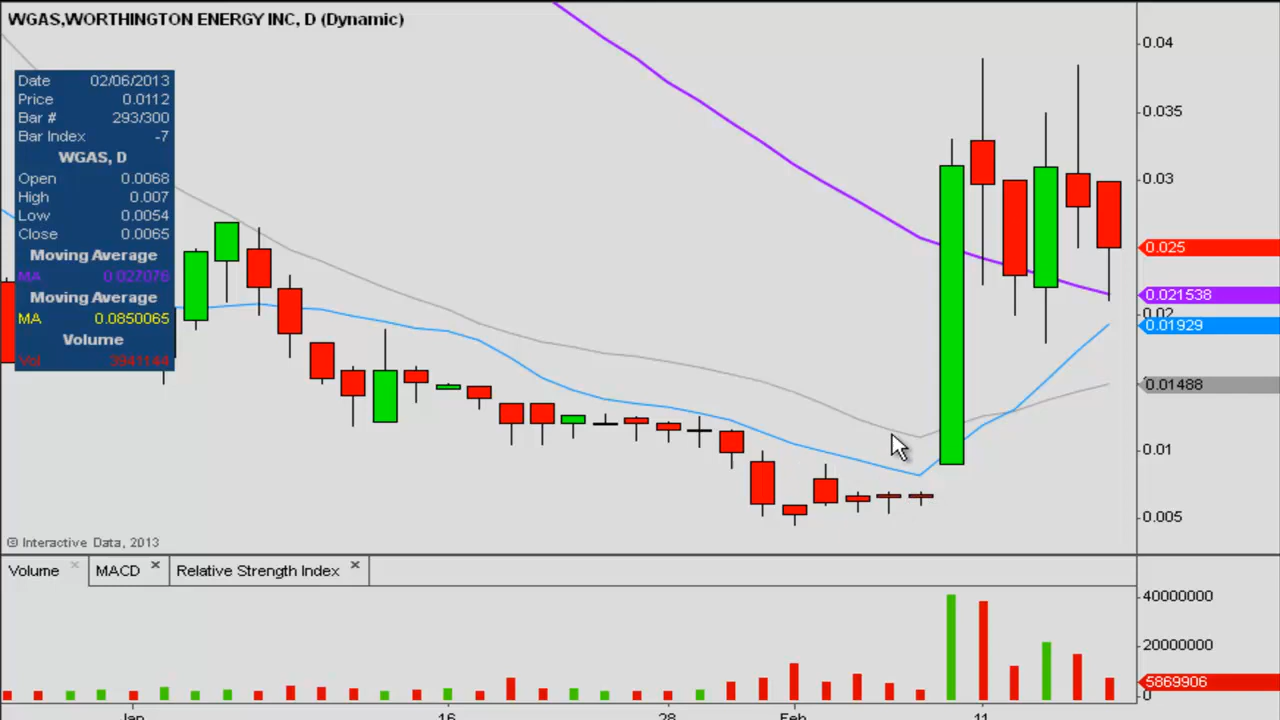 WGAS,WORTHINGTON ENERGY INC, D (Dynamic)
Date 02/06/2013
Price 0.0112
Bar # 293/300
Bar Index -7
WGAS, D
Open 0.0068
High 0.007
Low 0.0054
Close 0.0065
Moving Average
MA 0.027076
Moving Average
MA 0.0850065
Volume
Vol 3941144
0.04
0.035
0.03
0.025
0.021538
0.02
0.01929
0.01488
0.01
0.005
© Interactive Data, 2013
Volume × MACD × Relative Strength Index ×
40000000
20000000
5869906
0
Jan 16 28 Feb 11